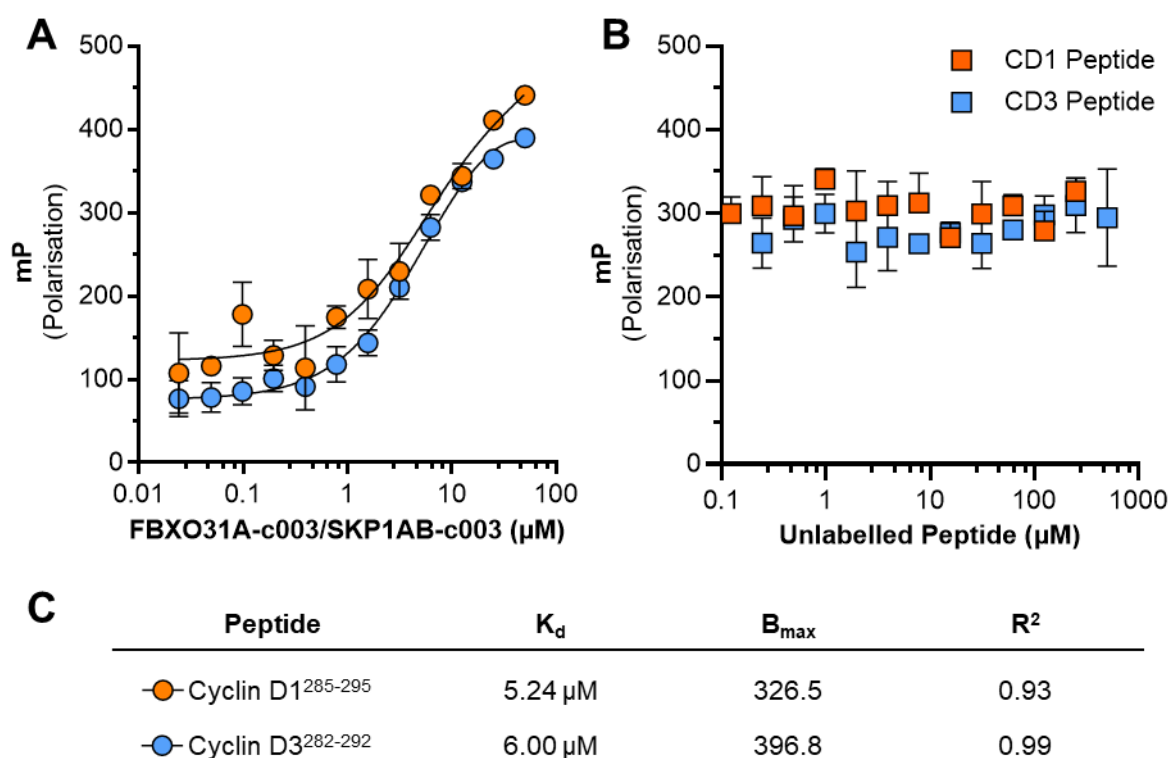 A
500
400
300
200
100
0
mP
(Polarisation)
0.01 0.1 1 10 100
FBXO31A-c003/SKP1AB-c003 (µM)
B
CD1 Peptide
CD3 Peptide
500
400
300
200
100
0
mP
(Polarisation)
0.1 1 10 100 1000
Unlabelled Peptide (µM)
C
Peptide Kd Bmax R²
Cyclin D1²⁸⁵⁻²⁹⁵ 5.24 µM 326.5 0.93
Cyclin D3²⁸²⁻²⁹² 6.00 µM 396.8 0.99